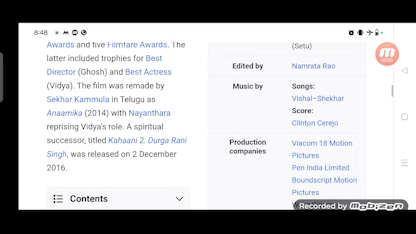 8:48
Awards and five Filmfare Awards. The
latter included trophies for Best
Director (Ghosh) and Best Actress
(Vidya). The film was remade by
Sekhar Kammula in Telugu as
Anaamika (2014) with Nayanthara
reprising Vidya's role. A spiritual
successor, titled Kahaani 2: Durga Rani
Singh, was released on 2 December
2016.
Contents
(Setu)
Edited by Namrata Rao
Music by Songs:
Vishal–Shekhar
Score:
Clinton Cerejo
Production Viacom 18 Motion
companies Pictures
Pen India Limited
Boundscript Motion
Pictures
Recorded by Mobizen